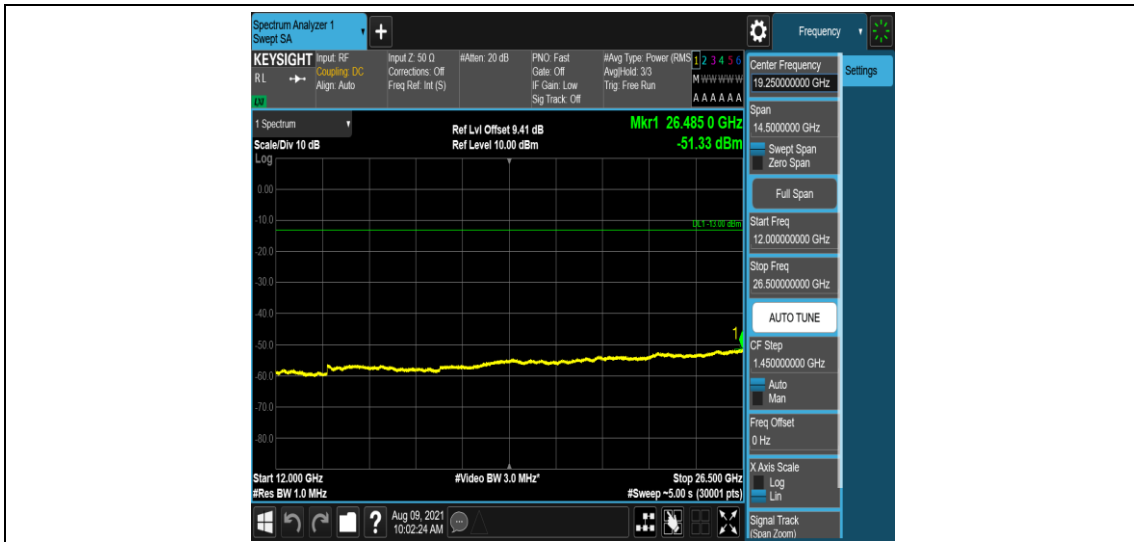 Spectrum Analyzer 1
Swept SA
+
Frequency
KEYSIGHT
RL
LM
Input: RF
Coupling: DC
Align: Auto
Input Z: 50 Ω
Corrections: Off
Freq Ref: Int (S)
#Atten: 20 dB
PNO: Fast
Gate: Off
IF Gain: Low
Sig Track: Off
#Avg Type: Power (RMS
Avg|Hold: 3/3
Trig: Free Run
1 2 3 4 5 6
M W W W W W
A A A A A A
1 Spectrum
Scale/Div 10 dB
Log
Ref Lvl Offset 9.41 dB
Ref Level 10.00 dBm
Mkr1 26.485 0 GHz
-51.33 dBm
0.00
-10.0
DL1 -13.00 dBm
-20.0
-30.0
-40.0
1
-50.0
-60.0
-70.0
-80.0
Start 12.000 GHz
#Res BW 1.0 MHz
#Video BW 3.0 MHz*
Stop 26.500 GHz
#Sweep ~5.00 s (30001 pts)
Aug 09, 2021
10:02:24 AM
?
Center Frequency
19.250000000 GHz
Settings
Span
14.5000000 GHz
Swept Span
Zero Span
Full Span
Start Freq
12.000000000 GHz
Stop Freq
26.500000000 GHz
AUTO TUNE
CF Step
1.450000000 GHz
Auto
Man
Freq Offset
0 Hz
X Axis Scale
Log
Lin
Signal Track
(Span Zoom)